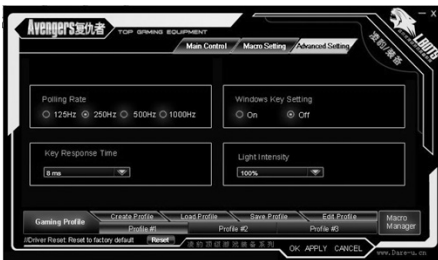 Avengers复仇者 TOP GAMING EQUIPMENT
Main Control Macro Setting Advanced Setting
Polling Rate
125Hz 250Hz 500Hz 1000Hz
Windows Key Setting
On Off
Key Response Time
8 ms
Light Intensity
100%
Gaming Profile
Create Profile Load Profile Save Profile Edit Profile
Profile #1 Profile #2 Profile #3
Macro Manager
//Driver Reset: Reset to factory default Reset
OK APPLY CANCEL
www.Dare-u.cn